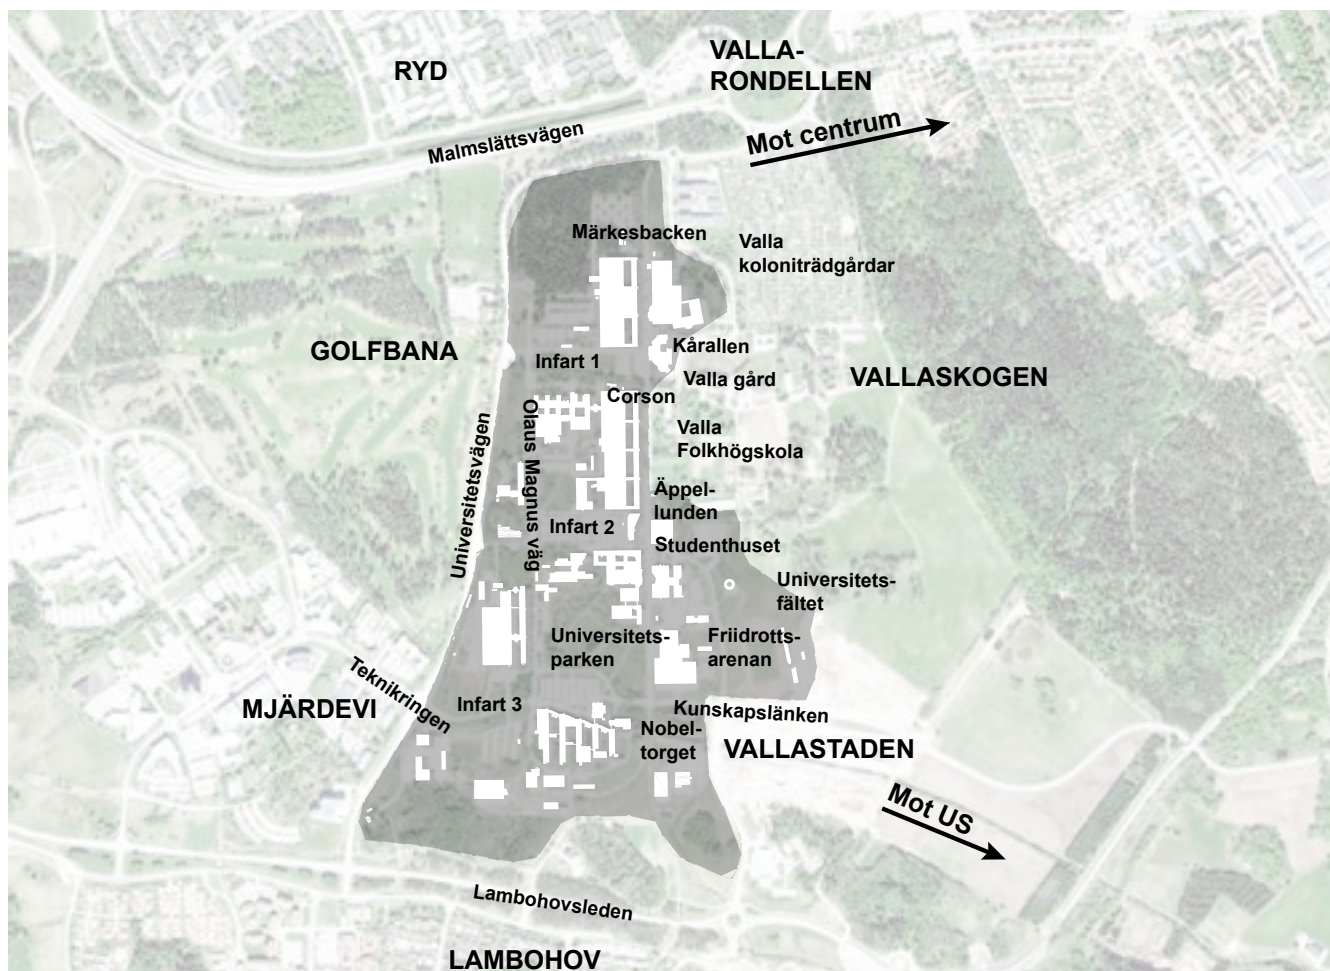 RYD
VALLA-
RONDELLEN
Malmslättsvägen
Mot centrum
Märkesbacken
Valla
koloniträdgårdar
GOLFBANA
Infart 1
Kårallen
Valla gård
VALLASKOGEN
Corson
Olaus Magnus väg
Universitetsvägen
Valla
Folkhögskola
Äppel-
lunden
Infart 2
Studenthuset
Universitets-
fältet
Universitets-
parken
Friidrotts-
arenan
Teknikringen
MJÄRDEVI
Infart 3
Kunskapslänken
Nobel-
torget
VALLASTADEN
Mot US
Lambohovsleden
LAMBOHOV